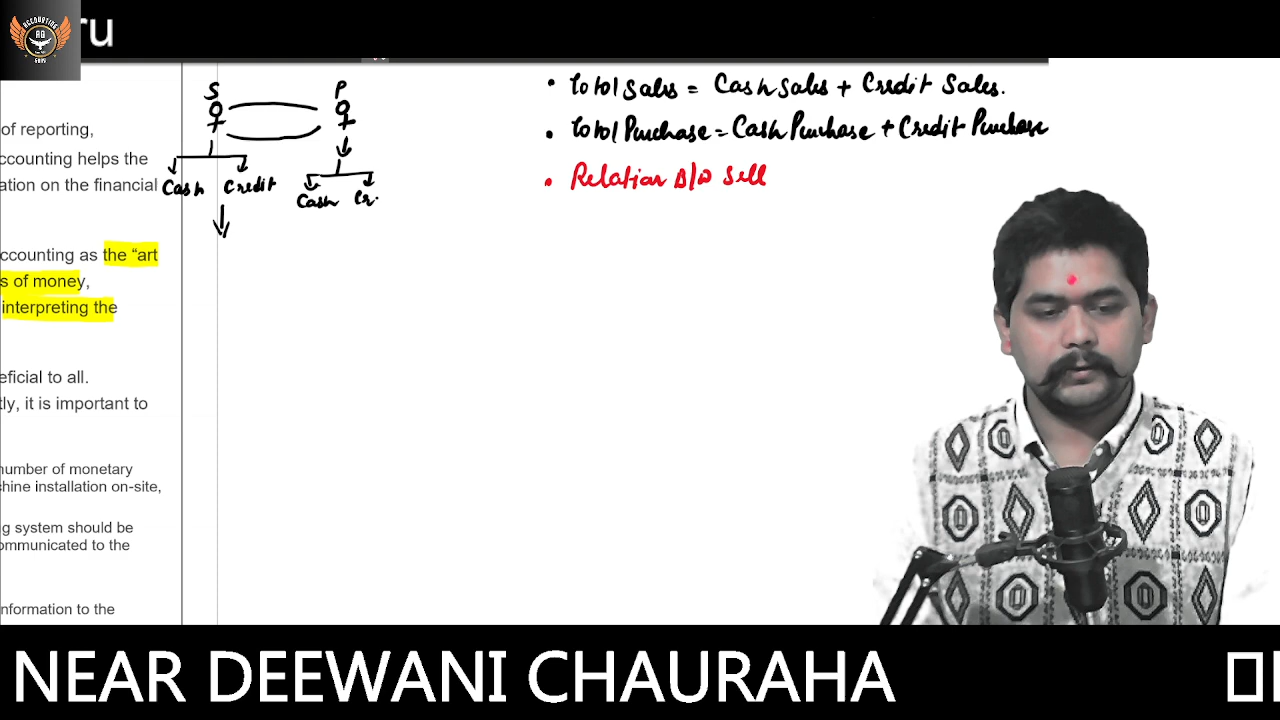 ru
ACCOUNTING
AG
of reporting,
ccounting helps the
ation on the financial
ccounting as the “art
s of money,
interpreting the
eficial to all.
tly, it is important to
number of monetary
chine installation on-site,
g system should be
ommunicated to the
nformation to the
S P
Cash Credit
Cash Cr.
• Total Sales = Cash Sales + Credit Sales.
• Total Purchase = Cash Purchase + Credit Purchase
• Relation B/w Sell
NEAR DEEWANI CHAURAHA